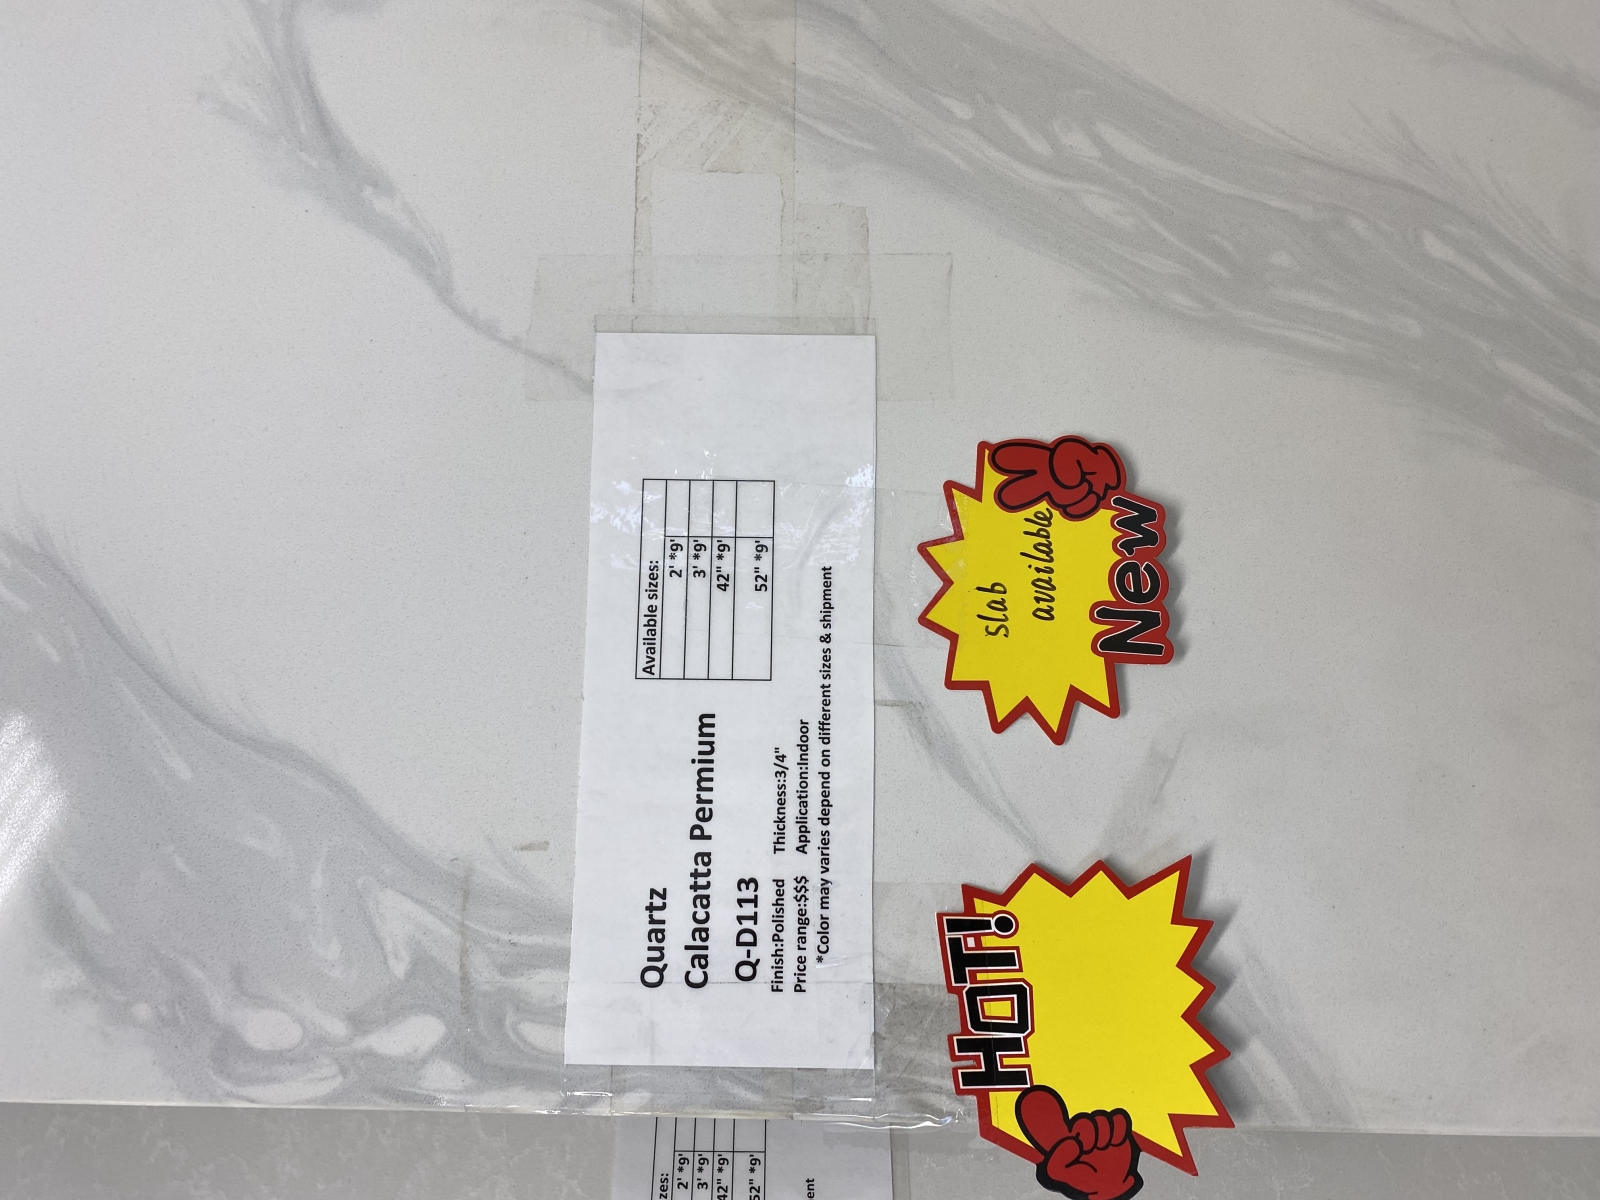 Quartz
Calacatta Permium
Q-D113
Finish:Polished Thickness:3/4"
Price range:$$$ Application:Indoor
*Color may varies depend on different sizes & shipment
Available sizes:
2' *9'
3' *9'
42" *9'
52" *9'
slab
available
New
HOT!
zes:
2' *9'
3' *9'
42" *9'
52" *9'
ent